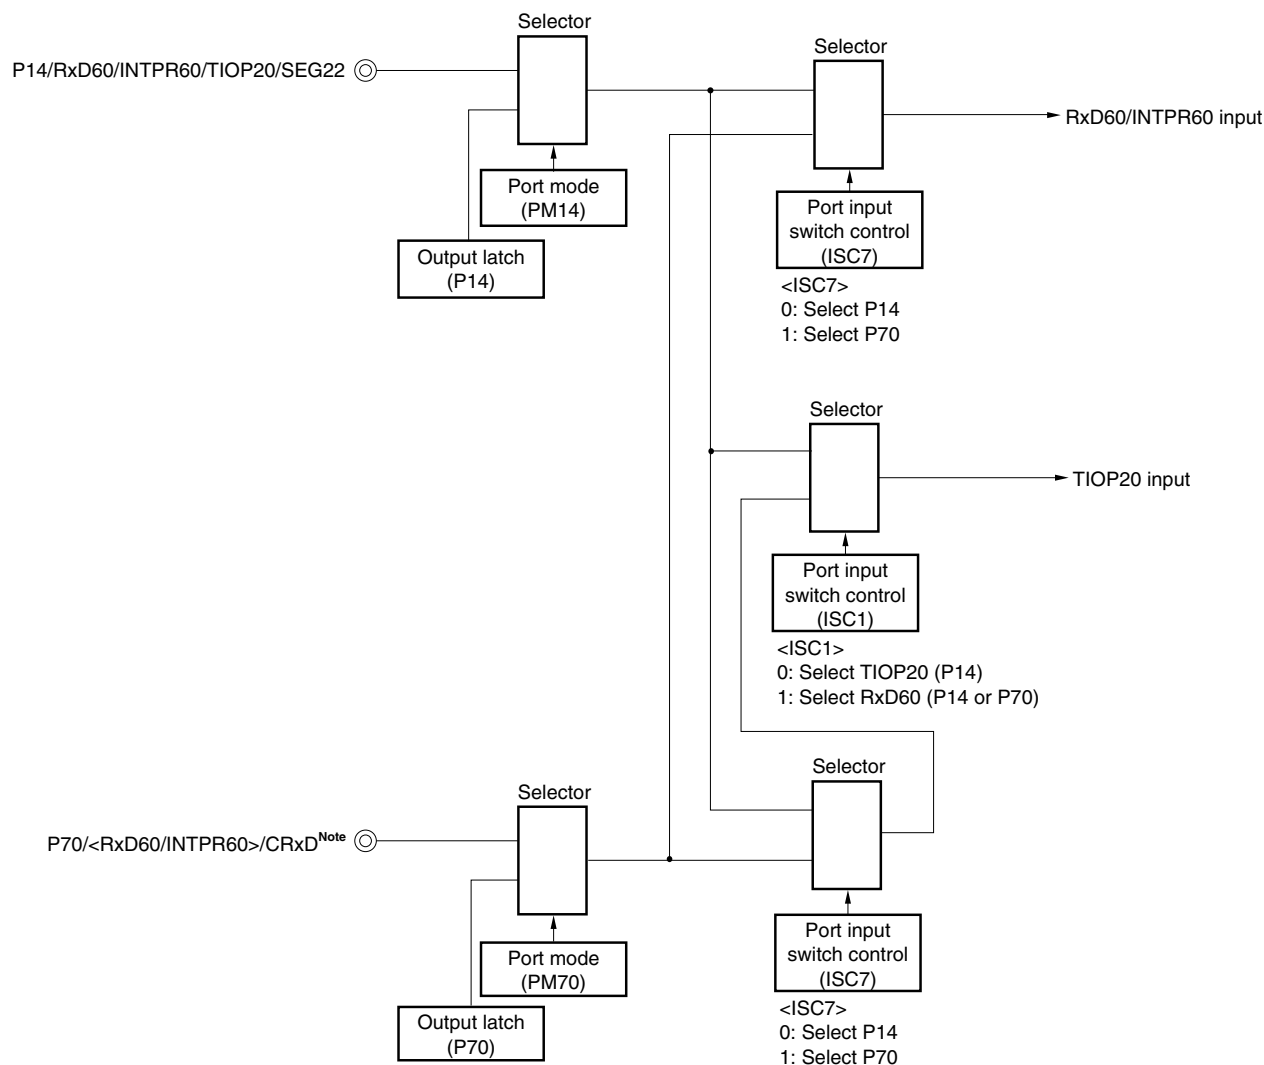 Selector
P14/RxD60/INTPR60/TIOP20/SEG22
Port mode
(PM14)
Output latch
(P14)
Selector
RxD60/INTPR60 input
Port input
switch control
(ISC7)
<ISC7>
0: Select P14
1: Select P70
Selector
TIOP20 input
Port input
switch control
(ISC1)
<ISC1>
0: Select TIOP20 (P14)
1: Select RxD60 (P14 or P70)
Selector
P70/<RxD60/INTPR60>/CRxDNote
Port mode
(PM70)
Output latch
(P70)
Selector
Port input
switch control
(ISC7)
<ISC7>
0: Select P14
1: Select P70